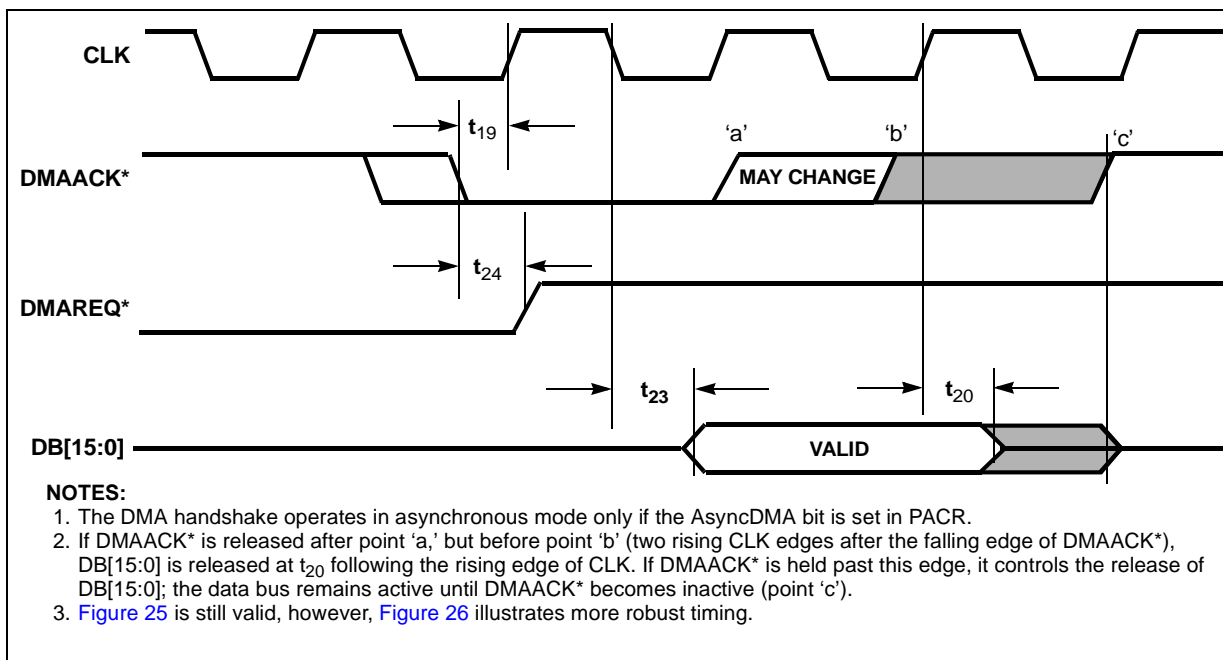 CLK
t19
'a'
'b'
'c'
DMAACK*
MAY CHANGE
t24
DMAREQ*
t23
t20
DB[15:0]
VALID
NOTES:
1. The DMA handshake operates in asynchronous mode only if the AsyncDMA bit is set in PACR.
2. If DMAACK* is released after point ‘a,’ but before point ‘b’ (two rising CLK edges after the falling edge of DMAACK*),
DB[15:0] is released at t20 following the rising edge of CLK. If DMAACK* is held past this edge, it controls the release of
DB[15:0]; the data bus remains active until DMAACK* becomes inactive (point ‘c’).
3. Figure 25 is still valid, however, Figure 26 illustrates more robust timing.